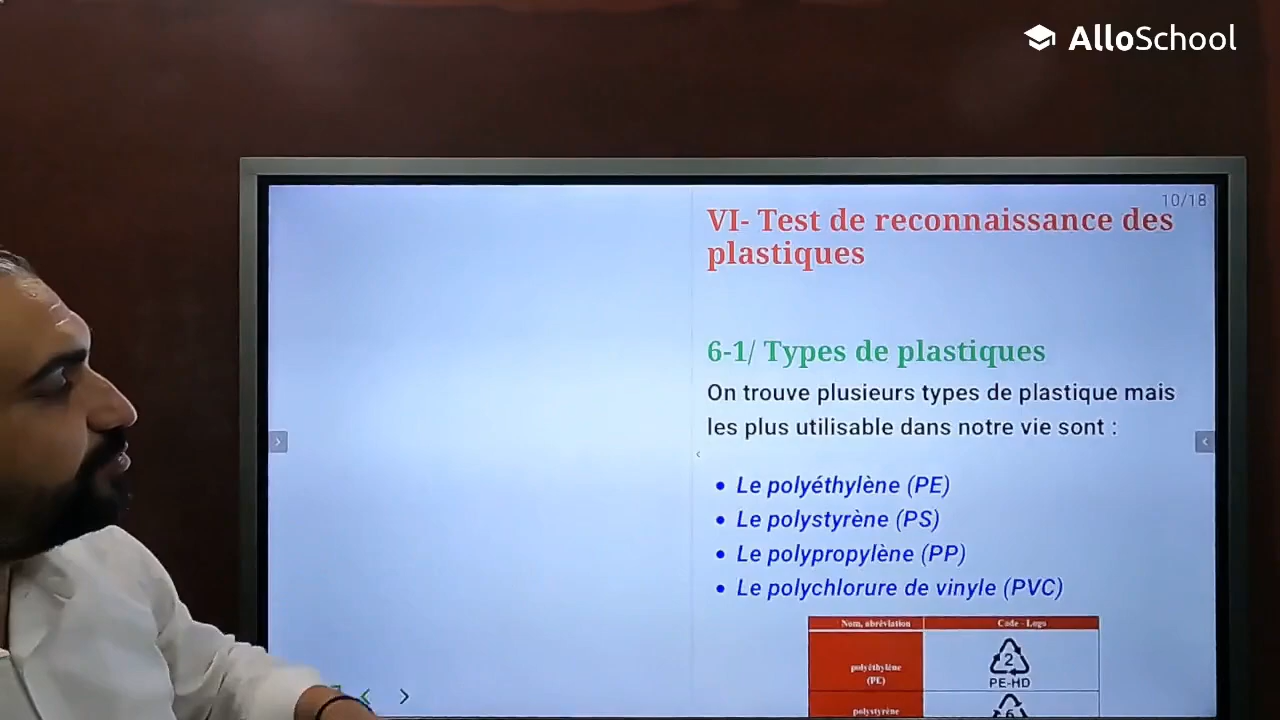 AlloSchool
10/18
VI- Test de reconnaissance des
plastiques
6-1/ Types de plastiques
On trouve plusieurs types de plastique mais
les plus utilisable dans notre vie sont :
• Le polyéthylène (PE)
• Le polystyrène (PS)
• Le polypropylène (PP)
• Le polychlorure de vinyle (PVC)
Nom, abréviation Code - Logo
polyéthylène
(PE)
2
PE-HD
polystyrène
6